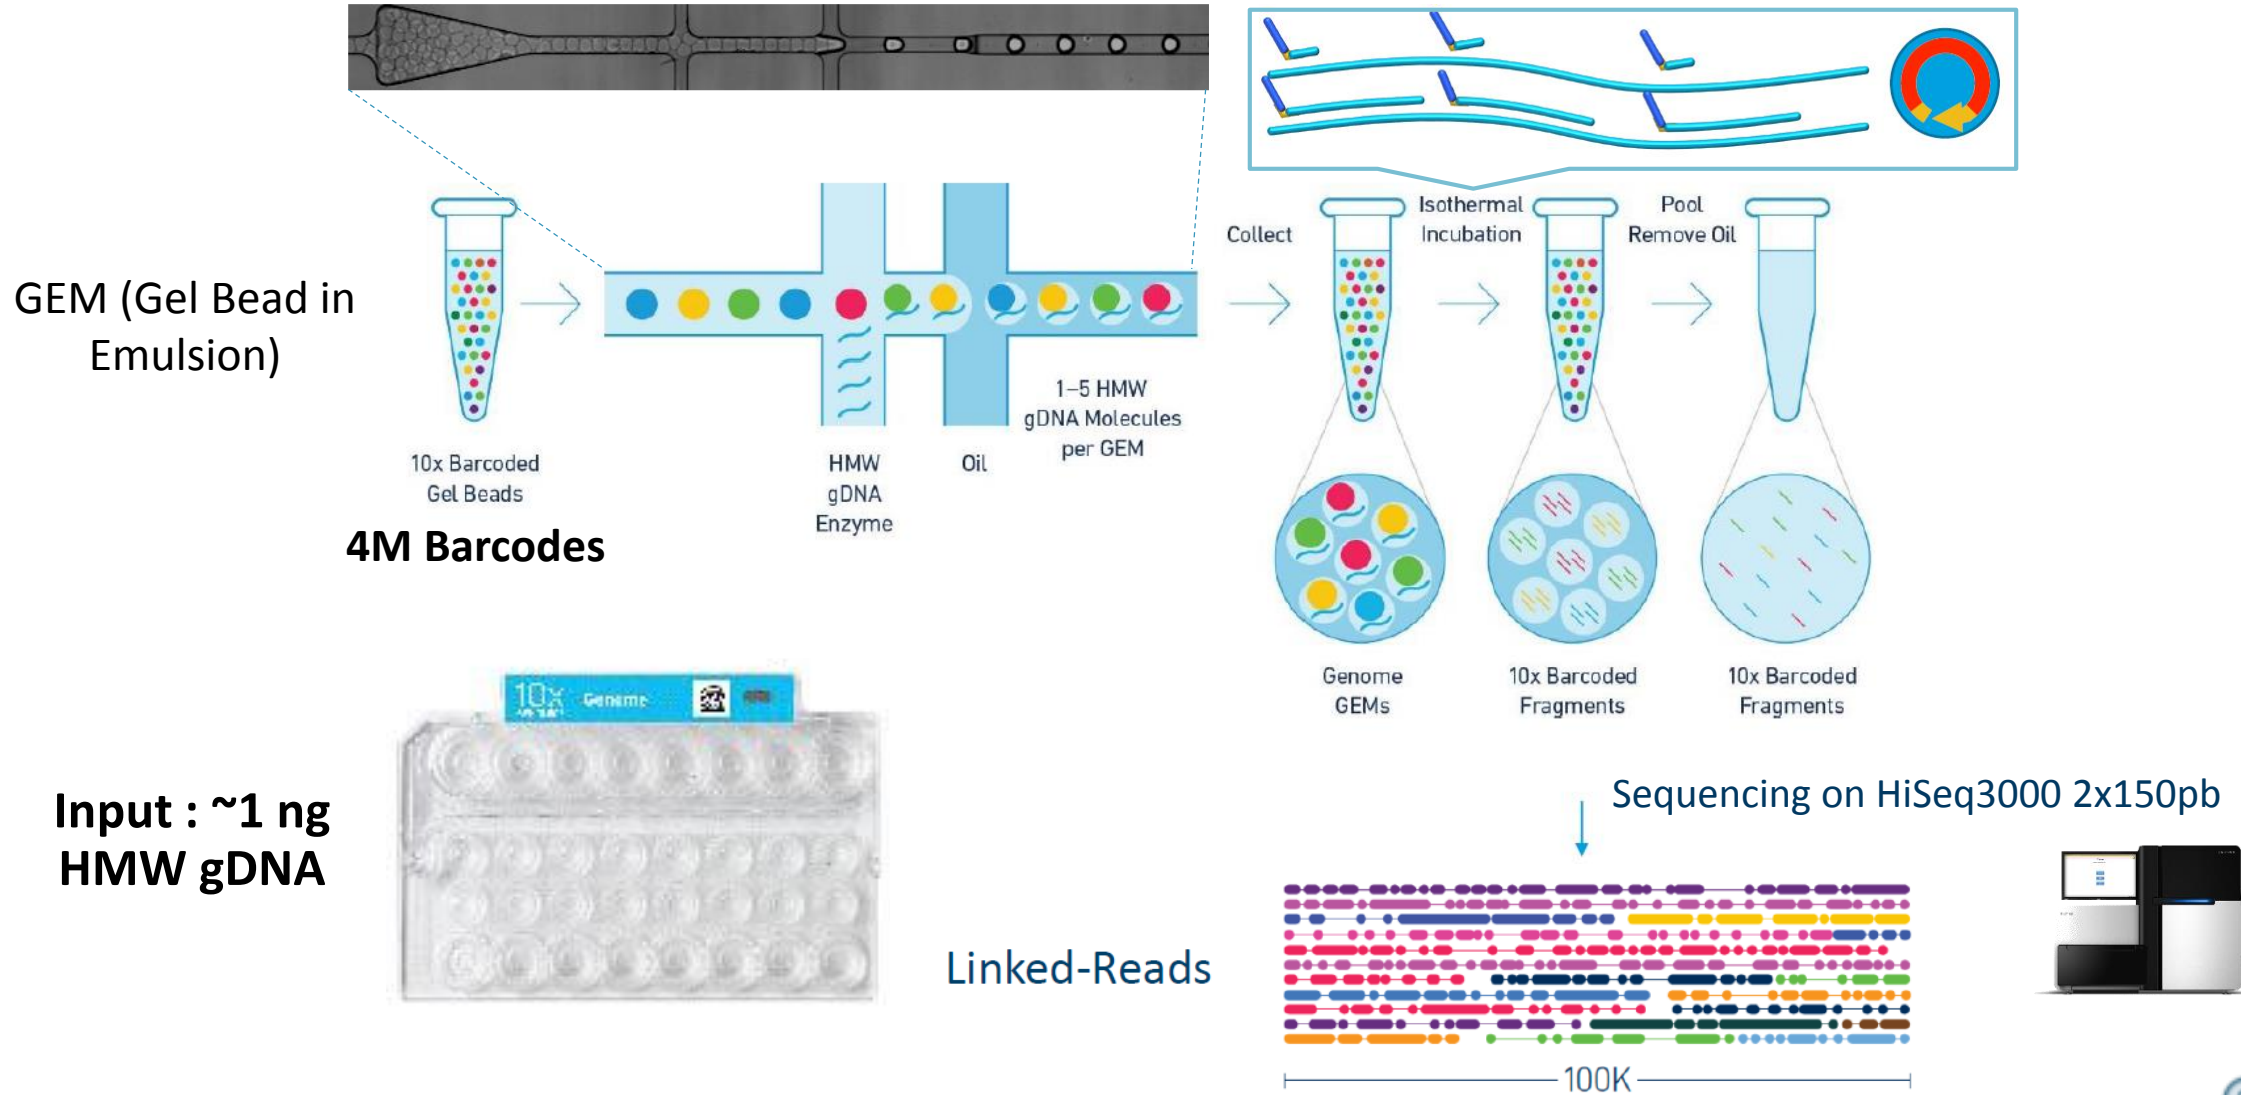 Collect
Isothermal
Incubation
Pool
Remove Oil
GEM (Gel Bead in
Emulsion)
10x Barcoded
Gel Beads
4M Barcodes
HMW
gDNA
Enzyme
Oil
1–5 HMW
gDNA Molecules
per GEM
Genome
GEMs
10x Barcoded
Fragments
10x Barcoded
Fragments
10x
Genome
Input : ~1 ng
HMW gDNA
Sequencing on HiSeq3000 2x150pb
Linked-Reads
100K